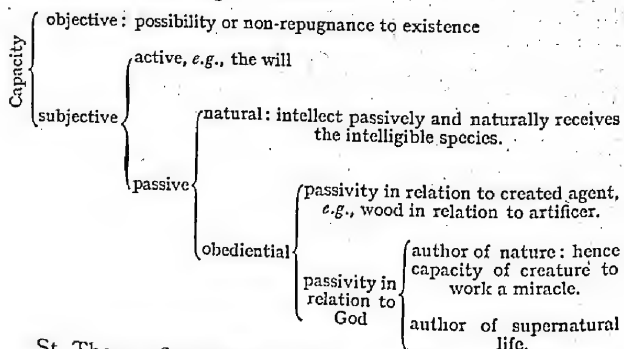 Capacity
objective: possibility or non-repugnance to existence
subjective
active, e.g., the will
passive
natural: intellect passively and naturally receives
the intelligible species.
obediential
passivity in relation to created agent,
e.g., wood in relation to artificer.
passivity in
relation to
God
author of nature: hence
capacity of creature to
work a miracle.
author of supernatural
life.
St. Thomas